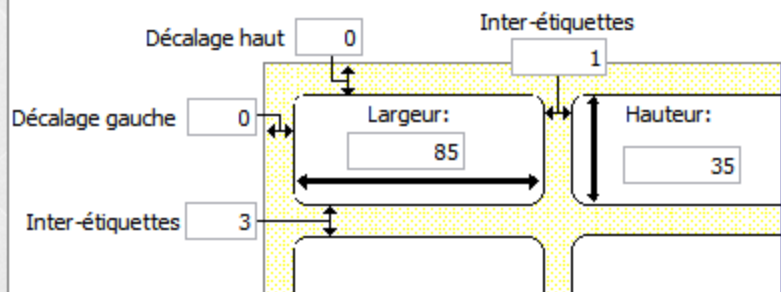 Inter-étiquettes
Décalage haut 0
1
Décalage gauche 0
Largeur:
Hauteur:
85
35
Inter-étiquettes 3